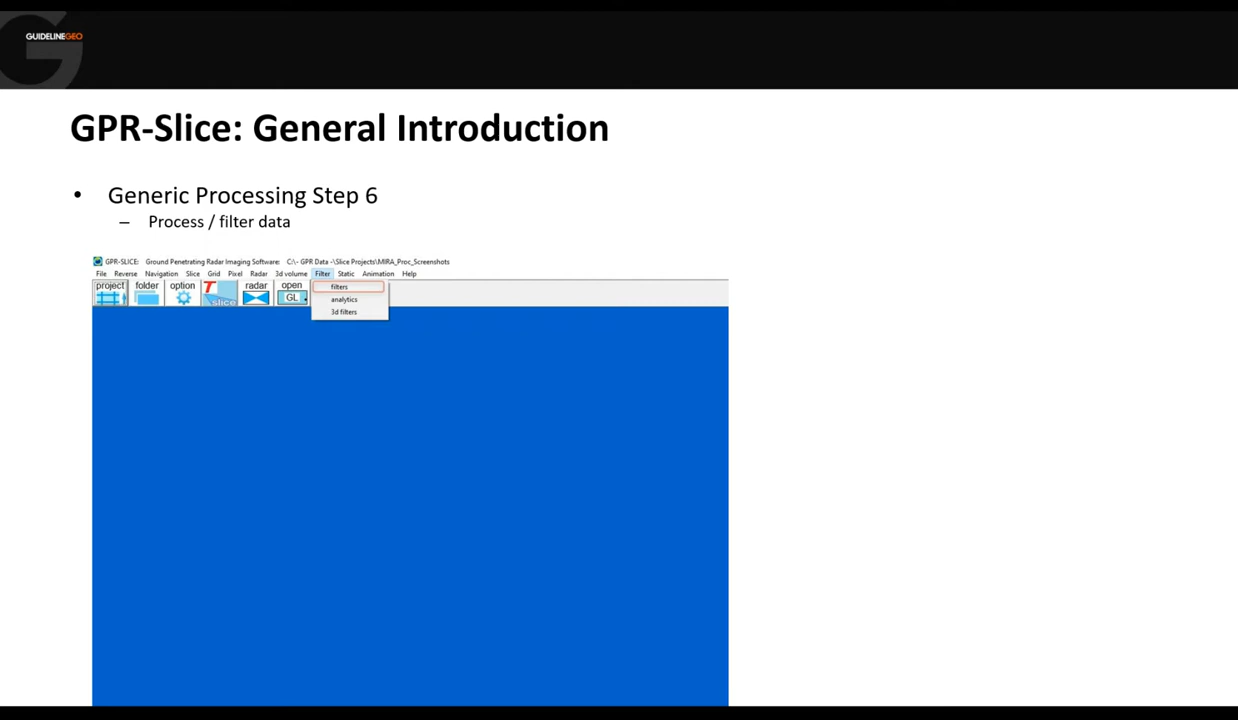 GUIDELINEGEO
GPR-Slice: General Introduction
• Generic Processing Step 6
– Process / filter data
GPR-SLICE: Ground Penetrating Radar Imaging Software: C:\- GPR Data -\Slice Projects\MIRA_Proc_Screenshots
File Reverse Navigation Slice Grid Pixel Radar 3d volume Filter Static Animation Help
project folder option T slice radar open GL
filters
analytics
3d filters